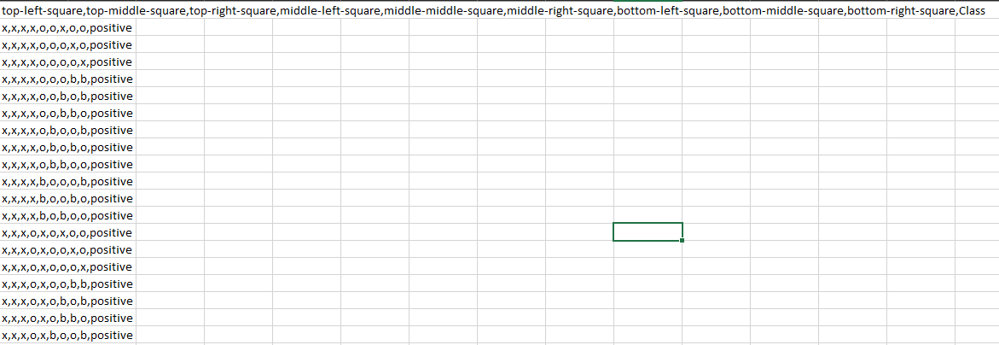 top-left-square,top-middle-square,top-right-square,middle-left-square,middle-middle-square,middle-right-square,bottom-left-square,bottom-middle-square,bottom-right-square,Class
x,x,x,x,o,o,x,o,o,positive
x,x,x,x,o,o,o,x,o,positive
x,x,x,x,o,o,o,o,x,positive
x,x,x,x,o,o,o,b,b,positive
x,x,x,x,o,o,b,o,b,positive
x,x,x,x,o,o,b,b,o,positive
x,x,x,x,o,b,o,o,b,positive
x,x,x,x,o,b,o,b,o,positive
x,x,x,x,o,b,b,o,o,positive
x,x,x,x,b,o,o,o,b,positive
x,x,x,x,b,o,o,b,o,positive
x,x,x,x,b,o,b,o,o,positive
x,x,x,o,x,o,x,o,o,positive
x,x,x,o,x,o,o,x,o,positive
x,x,x,o,x,o,o,o,x,positive
x,x,x,o,x,o,o,b,b,positive
x,x,x,o,x,o,b,o,b,positive
x,x,x,o,x,o,b,b,o,positive
x,x,x,o,x,b,o,o,b,positive